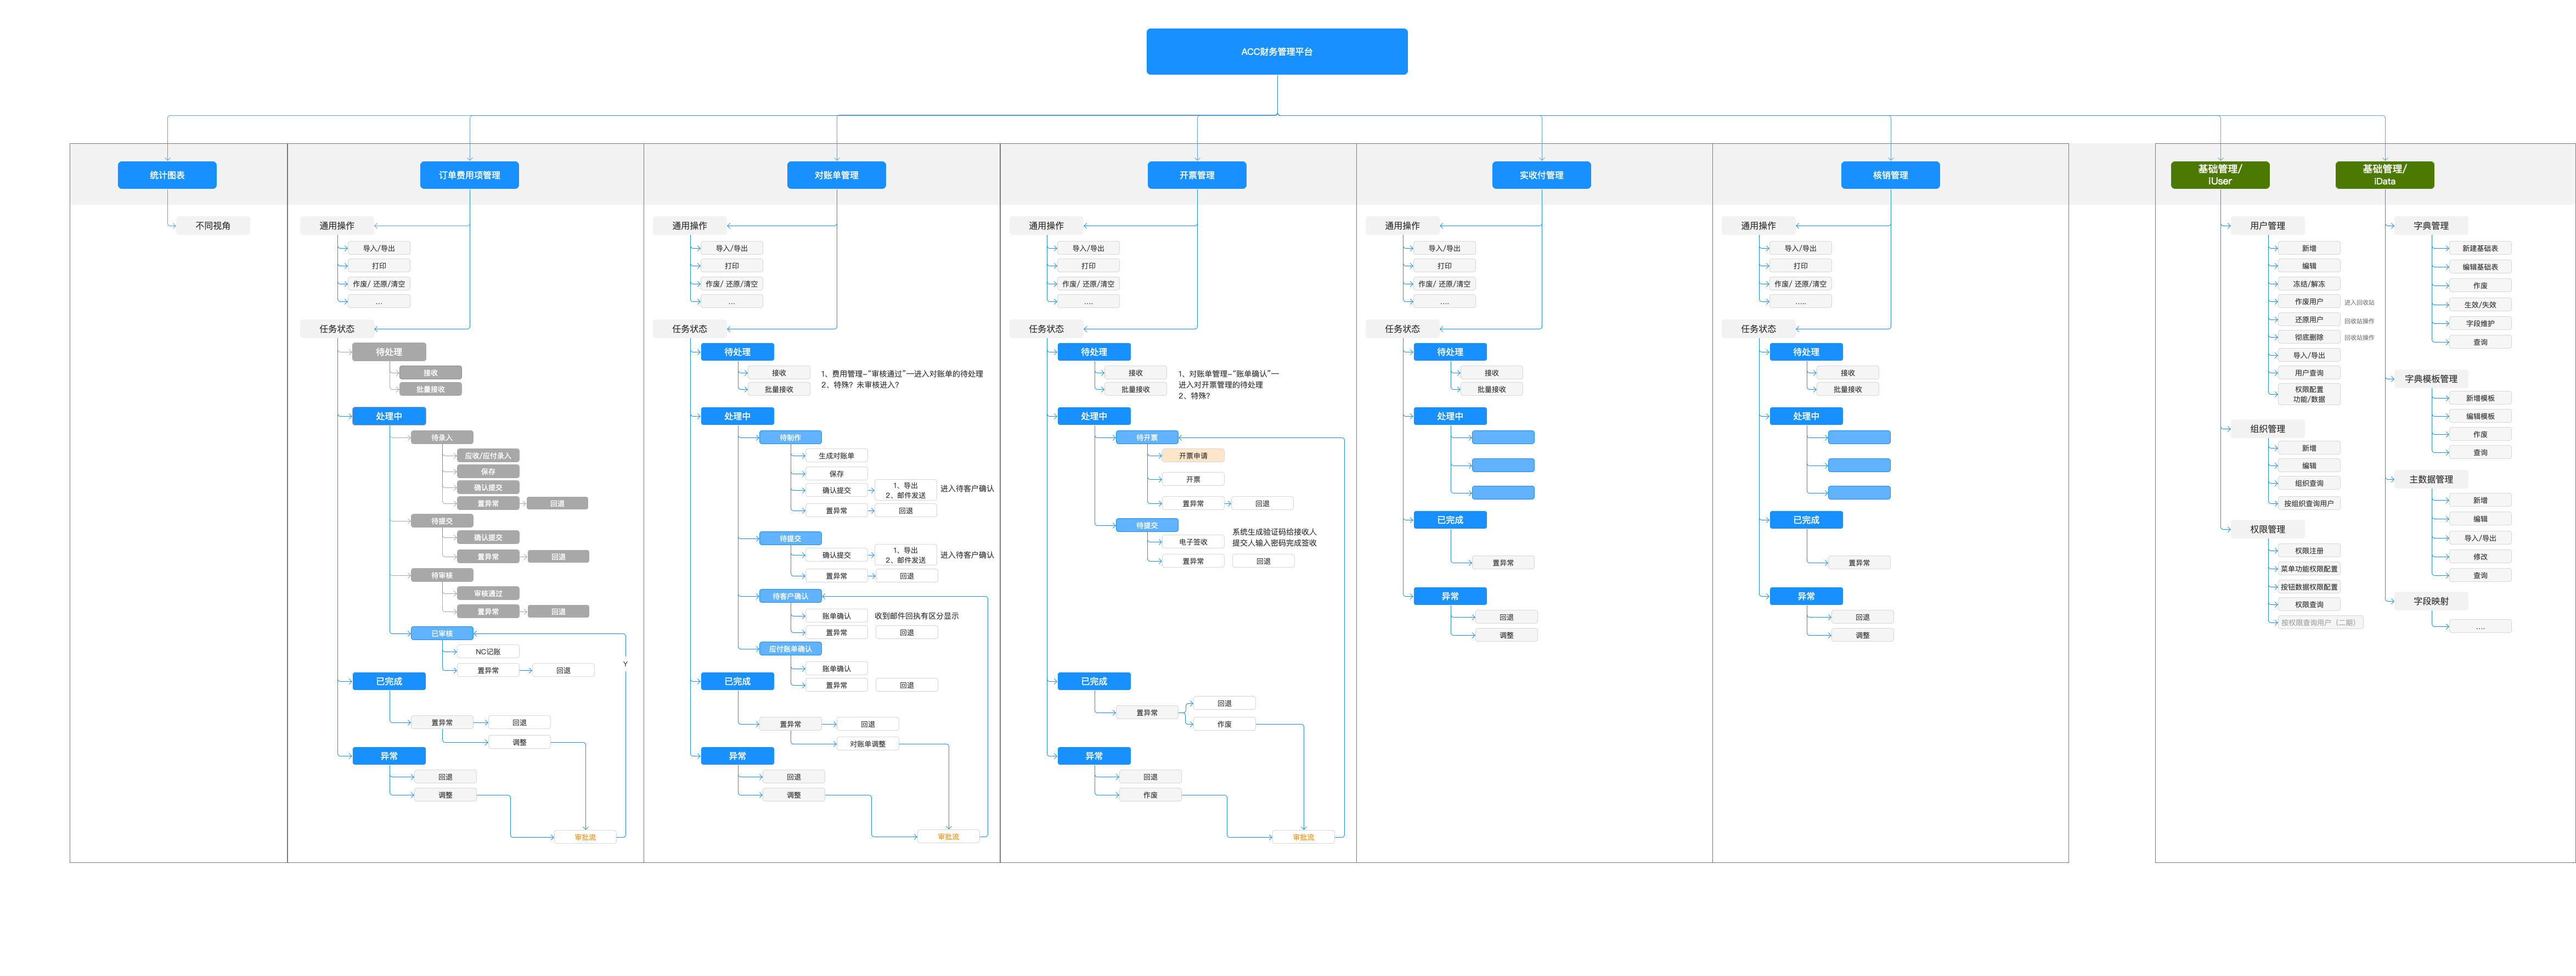 ACC财务管理平台
统计图表
不同视角
订单费用项管理
通用操作
导入/导出
打印
作废/ 还原/清空
...
任务状态
待处理
接收
批量接收
处理中
待录入
应收/应付录入
保存
确认提交
置异常
回退
待提交
确认提交
置异常
回退
待审核
审核通过
置异常
回退
已审核
NC记账
置异常
回退
Y
已完成
置异常
回退
调整
异常
回退
调整
审批流
对账单管理
通用操作
导入/导出
打印
作废/ 还原/清空
...
任务状态
待处理
接收
批量接收
1、费用管理-“审核通过”—进入对账单的待处理
2、特殊？未审核进入？
处理中
待制作
生成对账单
保存
确认提交
1、导出
2、邮件发送
进入待客户确认
置异常
回退
待提交
确认提交
1、导出
2、邮件发送
进入待客户确认
置异常
回退
待客户确认
账单确认
收到邮件回执有区分显示
置异常
回退
应付账单确认
账单确认
置异常
回退
已完成
置异常
回退
对账单调整
异常
回退
调整
审批流
开票管理
通用操作
导入/导出
打印
作废/ 还原/清空
....
任务状态
待处理
接收
批量接收
1、对账单管理-“账单确认”—
进入对开票管理的待处理
2、特殊？
处理中
待开票
开票申请
开票
置异常
回退
待提交
电子签收
系统生成验证码给接收人
提交人输入密码完成签收
置异常
回退
已完成
置异常
回退
作废
异常
回退
作废
审批流
实收付管理
通用操作
导入/导出
打印
作废/ 还原/清空
....
任务状态
待处理
接收
批量接收
处理中
已完成
置异常
异常
回退
调整
核销管理
通用操作
导入/导出
打印
作废/ 还原/清空
.....
任务状态
待处理
接收
批量接收
处理中
已完成
置异常
异常
回退
调整
基础管理/
iUser
用户管理
新增
编辑
冻结/解冻
作废用户
进入回收站
还原用户
回收站操作
彻底删除
回收站操作
导入/导出
用户查询
权限配置
功能/数据
组织管理
新增
编辑
组织查询
按组织查询用户
权限管理
权限注册
菜单功能权限配置
按钮数据权限配置
权限查询
按权限查询用户（二期）
基础管理/
iData
字典管理
新建基础表
编辑基础表
作废
生效/失效
字段维护
查询
字典模板管理
新增模板
编辑模板
作废
查询
主数据管理
新增
编辑
导入/导出
修改
查询
字段映射
....